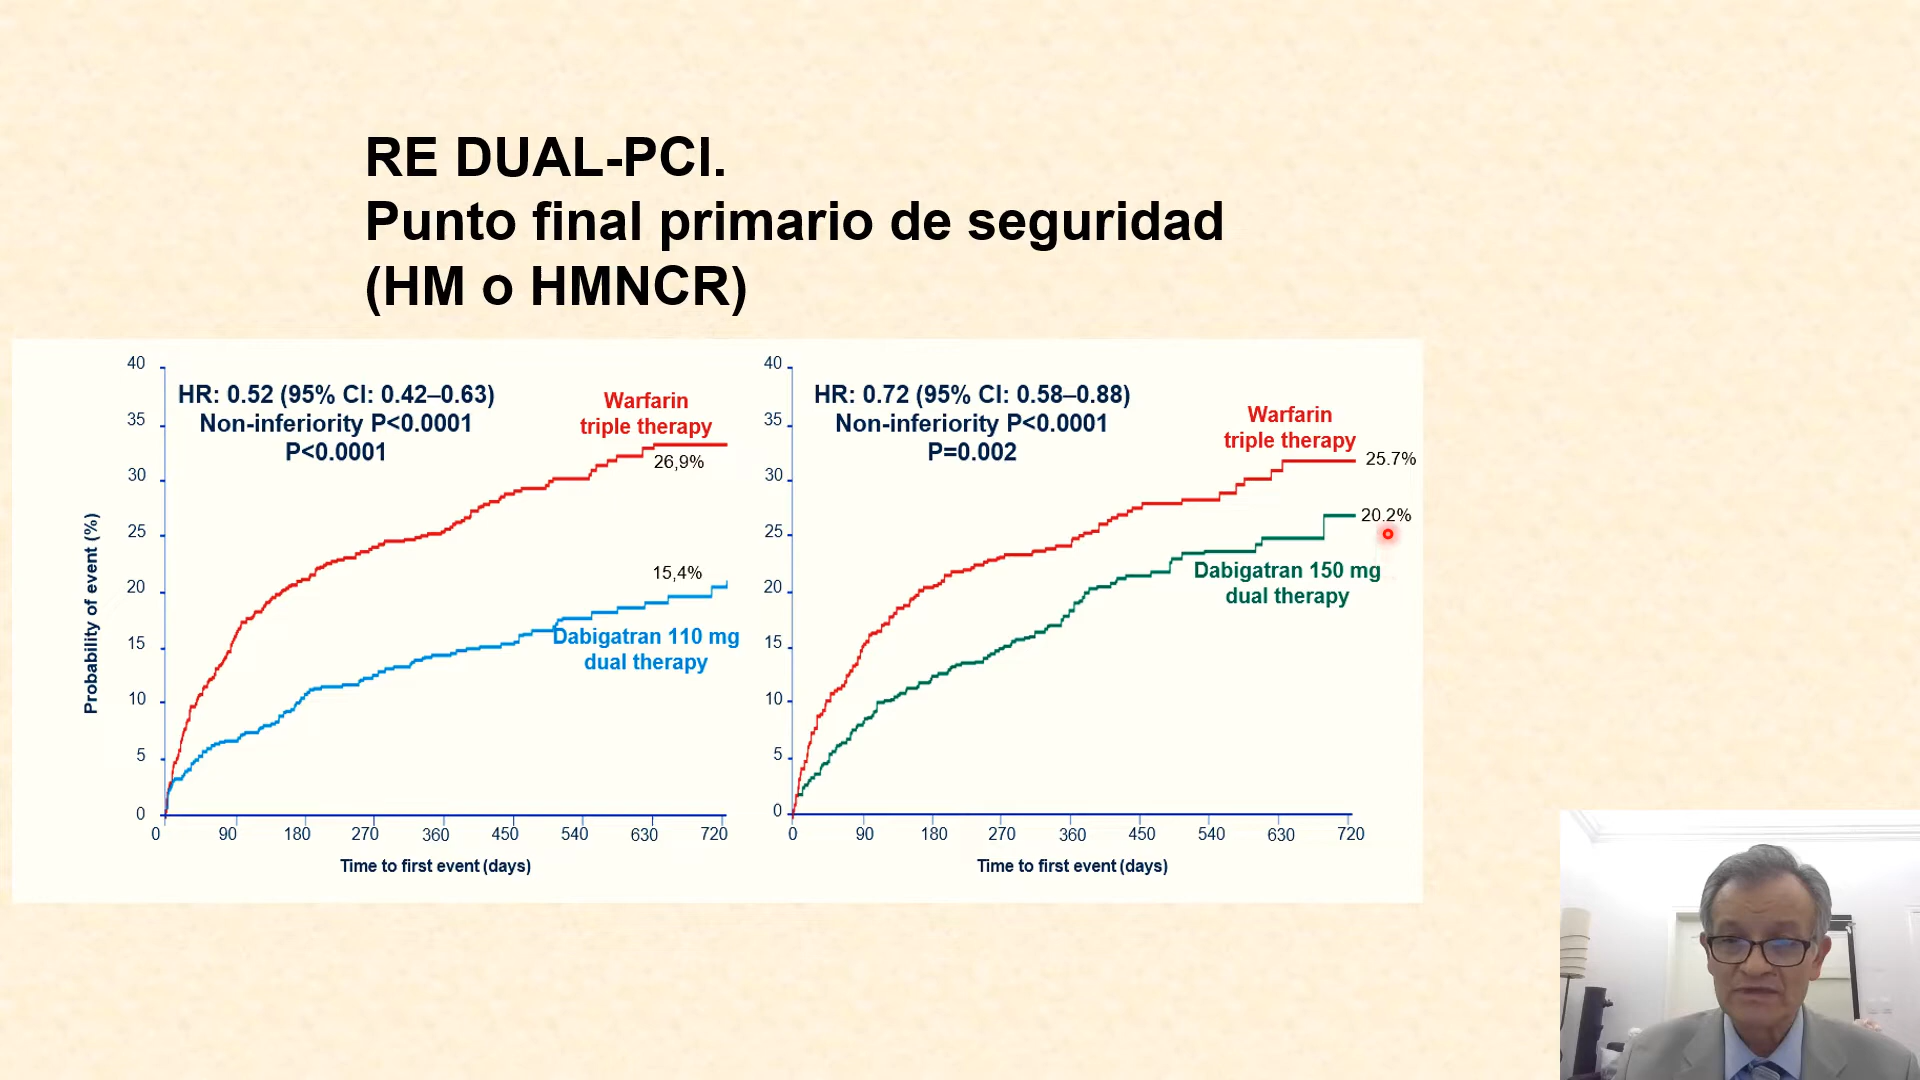 RE DUAL-PCI.
Punto final primario de seguridad
(HM o HMNCR)
HR: 0.52 (95% CI: 0.42–0.63)
Non-inferiority P<0.0001
P<0.0001
Warfarin
triple therapy
26,9%
15,4%
Dabigatran 110 mg
dual therapy
Probability of event (%)
40
35
30
25
20
15
10
5
0
0 90 180 270 360 450 540 630 720
Time to first event (days)
HR: 0.72 (95% CI: 0.58–0.88)
Non-inferiority P<0.0001
P=0.002
Warfarin
triple therapy
25.7%
20.2%
Dabigatran 150 mg
dual therapy
40
35
30
25
20
15
10
5
0
0 90 180 270 360 450 540 630 720
Time to first event (days)